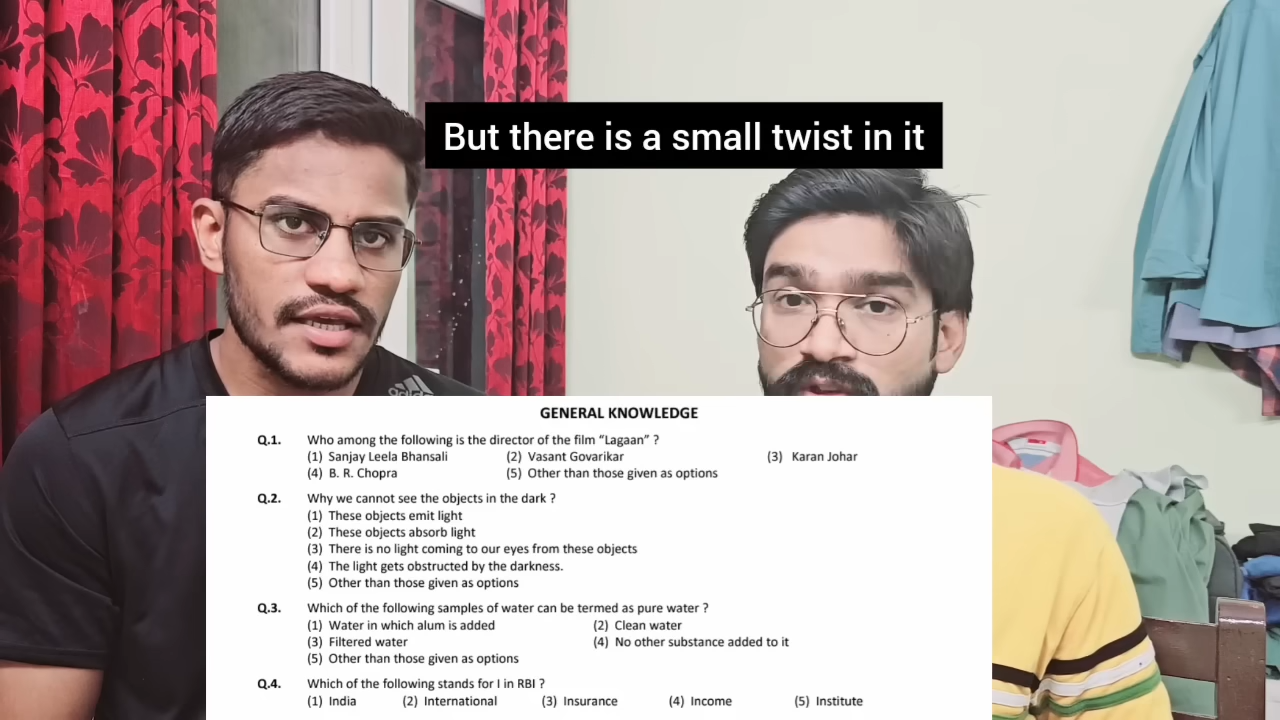 But there is a small twist in it
adidas
GENERAL KNOWLEDGE
Q.1. Who among the following is the director of the film “Lagaan” ?
(1) Sanjay Leela Bhansali (2) Vasant Govarikar (3) Karan Johar
(4) B. R. Chopra (5) Other than those given as options
Q.2. Why we cannot see the objects in the dark ?
(1) These objects emit light
(2) These objects absorb light
(3) There is no light coming to our eyes from these objects
(4) The light gets obstructed by the darkness.
(5) Other than those given as options
Q.3. Which of the following samples of water can be termed as pure water ?
(1) Water in which alum is added (2) Clean water
(3) Filtered water (4) No other substance added to it
(5) Other than those given as options
Q.4. Which of the following stands for I in RBI ?
(1) India (2) International (3) Insurance (4) Income (5) Institute